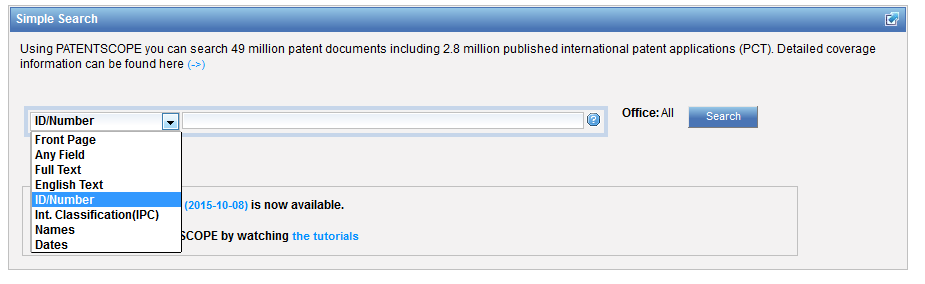 Simple Search
Using PATENTSCOPE you can search 49 million patent documents including 2.8 million published international patent applications (PCT). Detailed coverage
information can be found here (->)
ID/Number
Office: All
Search
Front Page
Any Field
Full Text
English Text
ID/Number
(2015-10-08) is now available.
Int. Classification(IPC)
Names
SCOPE by watching the tutorials
Dates